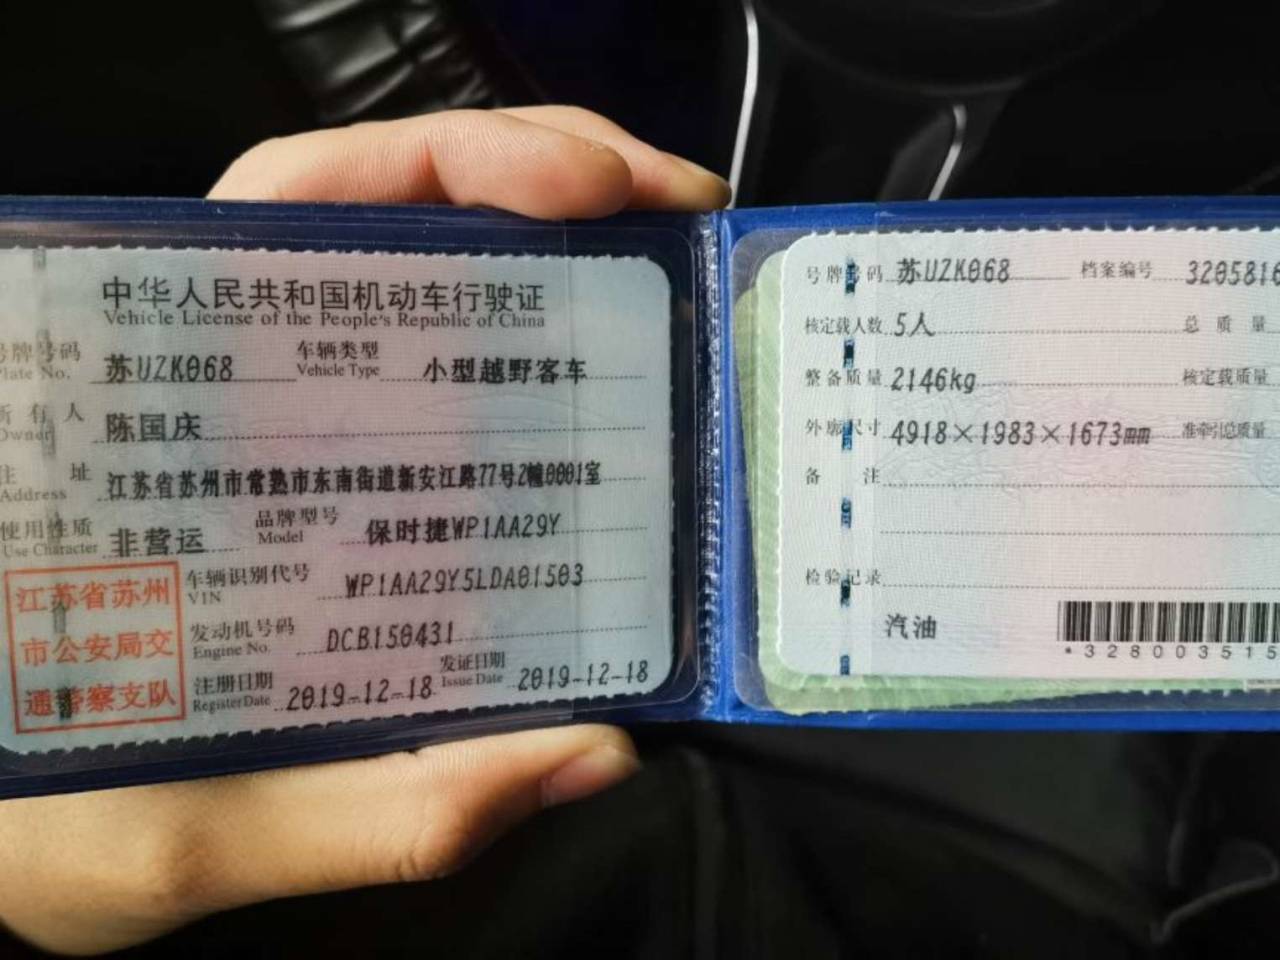 中华人民共和国机动车行驶证
Vehicle License of the People's Republic of China
号牌号码 苏UZK068 车辆类型 小型越野客车
Plate No. Vehicle Type
所有人 陈国庆
Owner
住址 江苏省苏州市常熟市东南街道新安江路77号2幢0001室
Address
使用性质 非营运 品牌型号 保时捷WP1AA29Y
Use Character Model
江苏省苏州
市公安局交
通警察支队
车辆识别代号 WP1AA29Y5LDA01503
VIN
发动机号码 DCB150431
Engine No.
注册日期 2019-12-18 发证日期 2019-12-18
Register Date Issue Date
号牌号码 苏UZK068 档案编号 3205816
核定载人数 5人 总质量
整备质量 2146kg 核定载质量
外廓尺寸 4918×1983×1673mm 准牵引总质量
备注
检验记录
汽油
*328003515